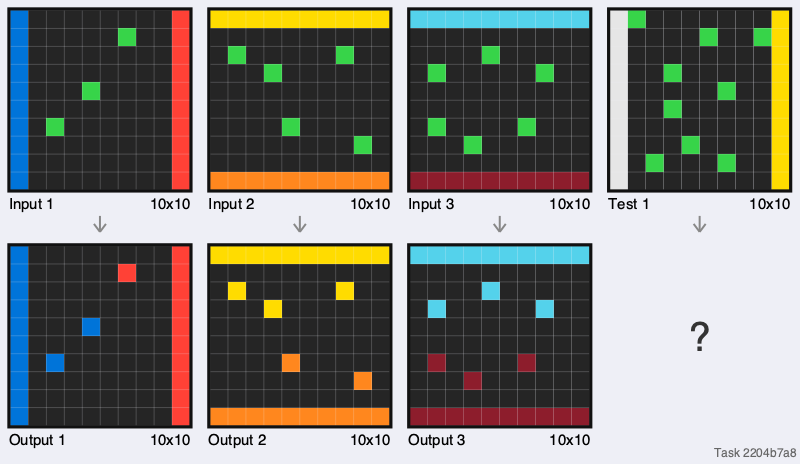 Input 1 10x10 Input 2 10x10 Input 3 10x10 Test 1 10x10
?
Output 1 10x10 Output 2 10x10 Output 3 10x10
Task 2204b7a8